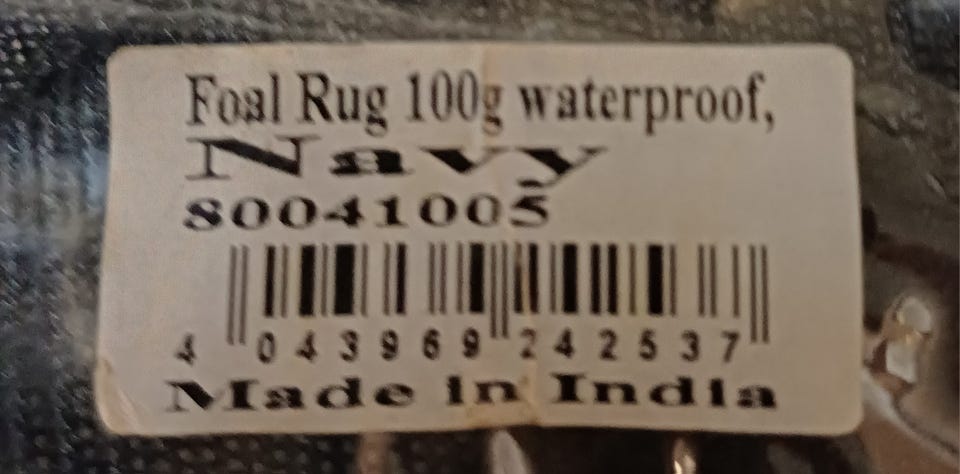 Foal Rug 100g waterproof,
Navy
80041005
4 043969 242537
Made in India